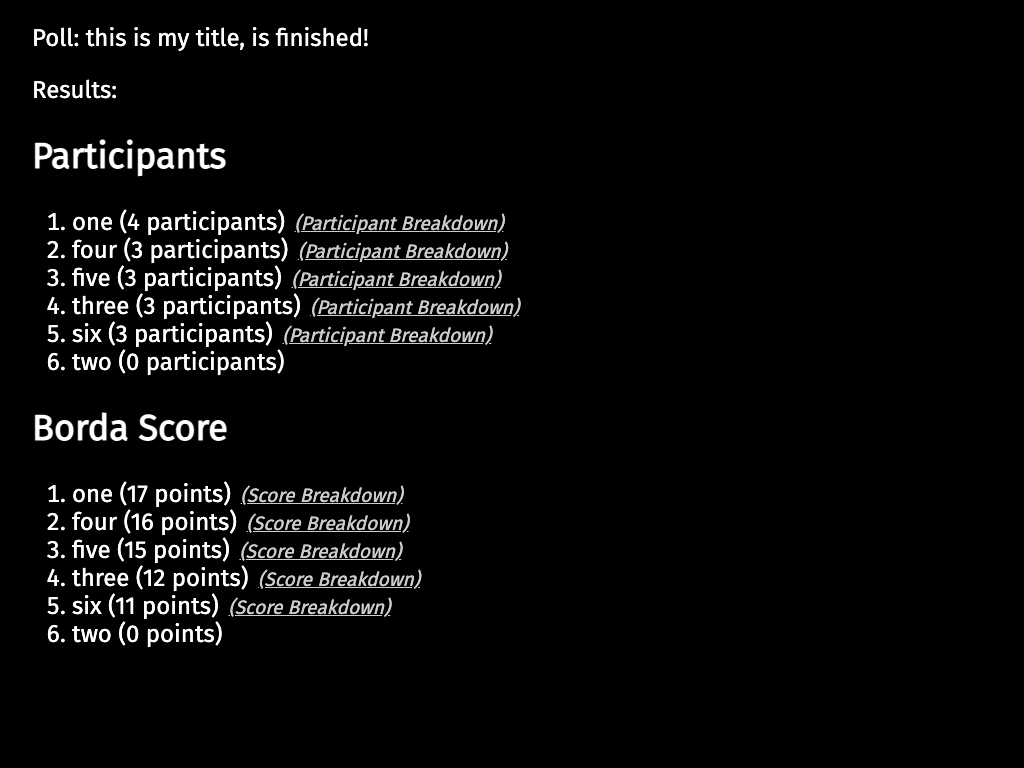 Poll: this is my title, is finished!
Results:
Participants
1. one (4 participants) (Participant Breakdown)
2. four (3 participants) (Participant Breakdown)
3. five (3 participants) (Participant Breakdown)
4. three (3 participants) (Participant Breakdown)
5. six (3 participants) (Participant Breakdown)
6. two (0 participants)
Borda Score
1. one (17 points) (Score Breakdown)
2. four (16 points) (Score Breakdown)
3. five (15 points) (Score Breakdown)
4. three (12 points) (Score Breakdown)
5. six (11 points) (Score Breakdown)
6. two (0 points)